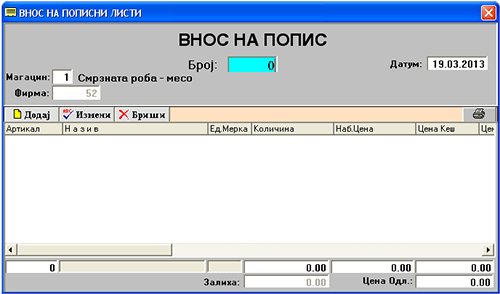 ВНОС НА ПОПИСНИ ЛИСТИ
ВНОС НА ПОПИС
Број: 0
Датум: 19.03.2013
Магацин: 1 Смрзната роба - месо
Фирма: 52
Додај Измени Бриши
Артикал Назив Ед.Мерка Количина Наб.Цена Цена Кеш Цен
0 0.00 0.00 0.00
Залиха: 0.00 Цена Одл.: 0.00